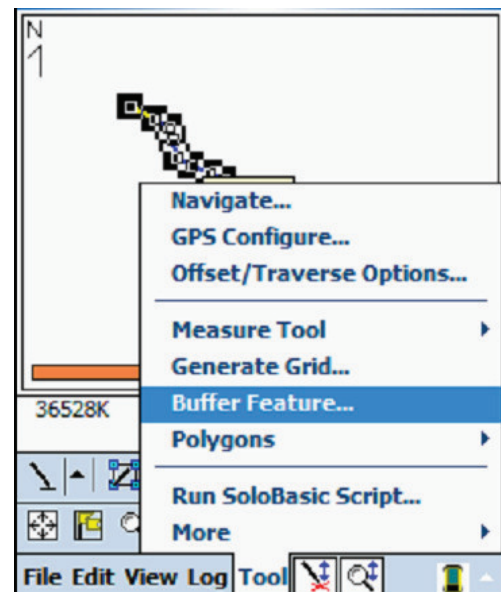 N
Navigate...
GPS Configure...
Offset/Traverse Options...
Measure Tool
Generate Grid...
Buffer Feature...
Polygons
Run SoloBasic Script...
More
36528K
File Edit View Log Tool